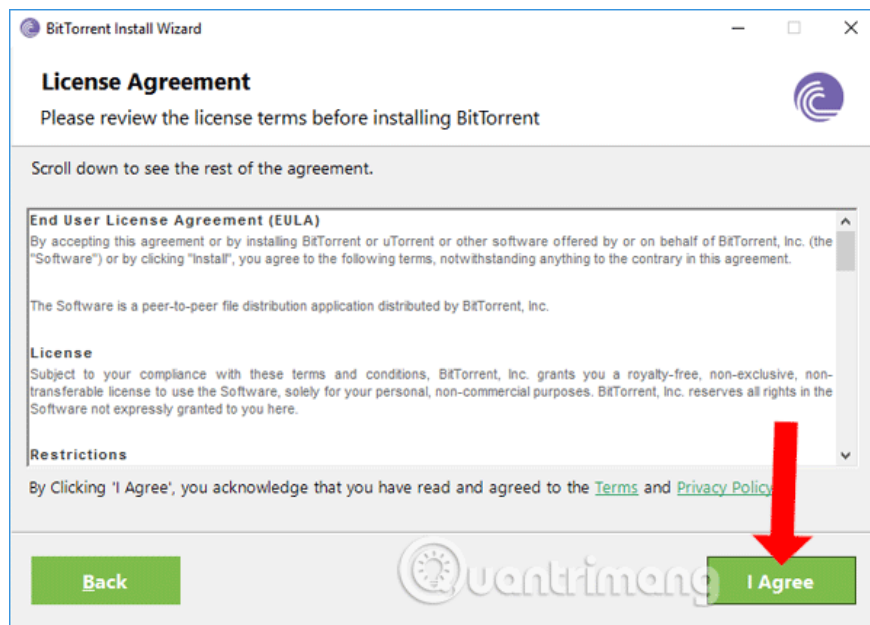 BitTorrent Install Wizard
License Agreement
Please review the license terms before installing BitTorrent
Scroll down to see the rest of the agreement.
End User License Agreement (EULA)
By accepting this agreement or by installing BitTorrent or uTorrent or other software offered by or on behalf of BitTorrent, Inc. (the
"Software") or by clicking "Install", you agree to the following terms, notwithstanding anything to the contrary in this agreement.
The Software is a peer-to-peer file distribution application distributed by BitTorrent, Inc.
License
Subject to your compliance with these terms and conditions, BitTorrent, Inc. grants you a royalty-free, non-exclusive, non-
transferable license to use the Software, solely for your personal, non-commercial purposes. BitTorrent, Inc. reserves all rights in the
Software not expressly granted to you here.
Restrictions
By Clicking 'I Agree', you acknowledge that you have read and agreed to the Terms and Privacy Policy
Back
Quantrimang
I Agree